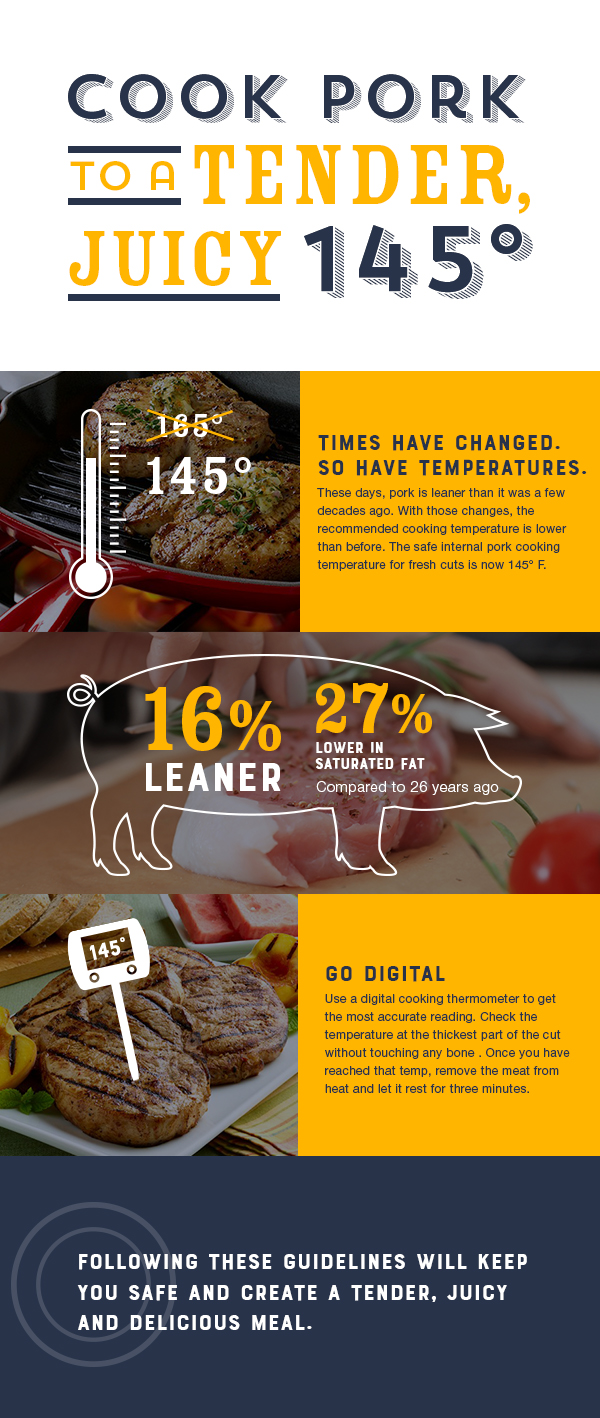 COOK PORK
TO A TENDER,
JUICY 145°
165°
145°
TIMES HAVE CHANGED.
SO HAVE TEMPERATURES.
These days, pork is leaner than it was a few
decades ago. With those changes, the
recommended cooking temperature is lower
than before. The safe internal pork cooking
temperature for fresh cuts is now 145° F.
16%
LEANER
27%
LOWER IN
SATURATED FAT
Compared to 26 years ago
145°
GO DIGITAL
Use a digital cooking thermometer to get
the most accurate reading. Check the
temperature at the thickest part of the cut
without touching any bone . Once you have
reached that temp, remove the meat from
heat and let it rest for three minutes.
FOLLOWING THESE GUIDELINES WILL KEEP
YOU SAFE AND CREATE A TENDER, JUICY
AND DELICIOUS MEAL.